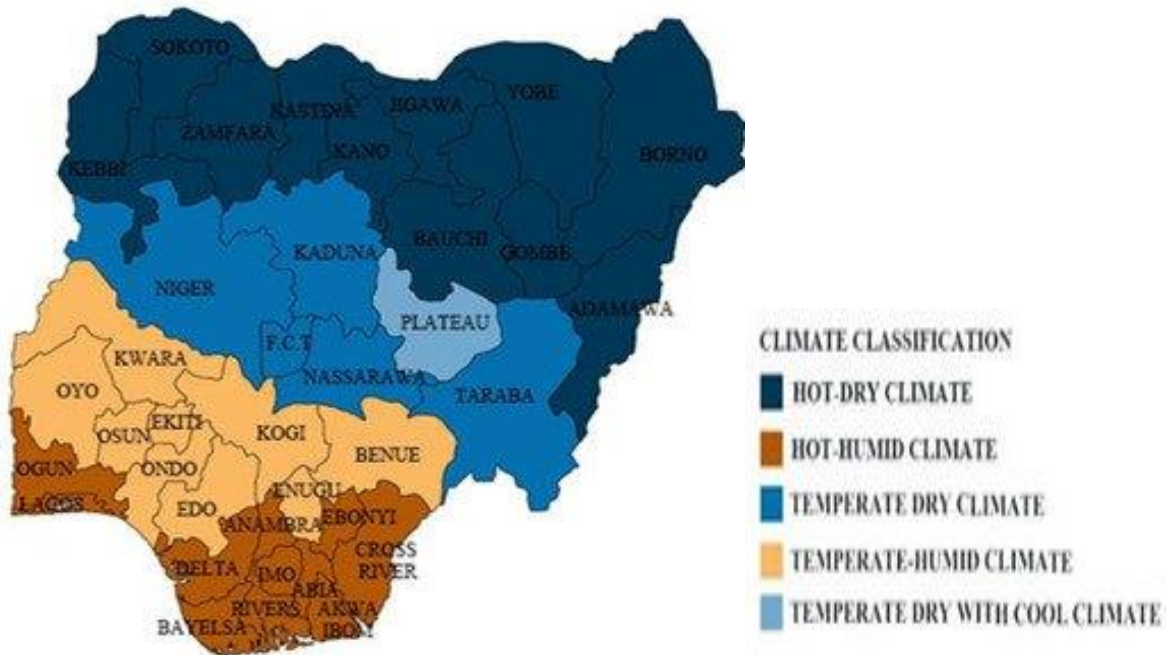 SOKOTO
KASTINA
JIGAWA
YOBE
ZAMFARA
KANO
BORNO
KEBBI
BAUCHI
GOMBE
KADUNA
NIGER
ADAMAWA
PLATEAU
F.C.T
KWARA
NASSARAWA
TARABA
OYO
EKITI
OSUN
KOGI
BENUE
OGUN
ONDO
ENUGU
LAGOS
EDO
ANAMBRA
EBONYI
CROSS
RIVER
DELTA
IMO
ABIA
RIVERS
AKWA
IBOM
BAYELSA
CLIMATE CLASSIFICATION
HOT-DRY CLIMATE
HOT-HUMID CLIMATE
TEMPERATE DRY CLIMATE
TEMPERATE-HUMID CLIMATE
TEMPERATE DRY WITH COOL CLIMATE